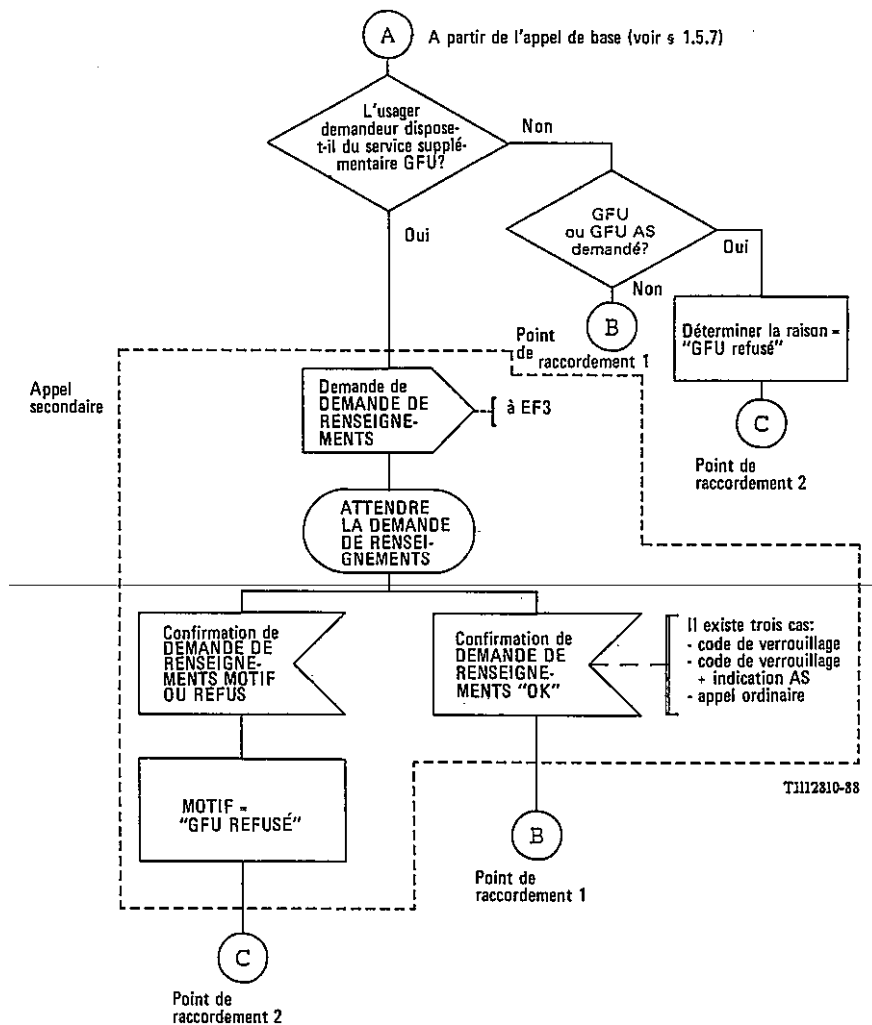 A
A partir de l'appel de base (voir § 1.5.7)
L'usager
demandeur dispose-
t-il du service supplé-
mentaire GFU?
Non
Oui
GFU
ou GFU AS
demandé?
Oui
Non
B
Point
de
raccordement 1
Déterminer la raison =
"GFU refusé"
C
Point de
raccordement 2
Appel
secondaire
Demande de
DEMANDE DE
RENSEIGNE-
MENTS
à EF3
ATTENDRE
LA DEMANDE
DE RENSEI-
GNEMENTS
Confirmation de
DEMANDE DE
RENSEIGNE-
MENTS MOTIF
OU REFUS
Confirmation de
DEMANDE DE
RENSEIGNE-
MENTS "OK"
Il existe trois cas:
- code de verrouillage
- code de verrouillage
+ indication AS
- appel ordinaire
T1112810-88
MOTIF =
"GFU REFUSÉ"
B
Point de
raccordement 1
C
Point de
raccordement 2